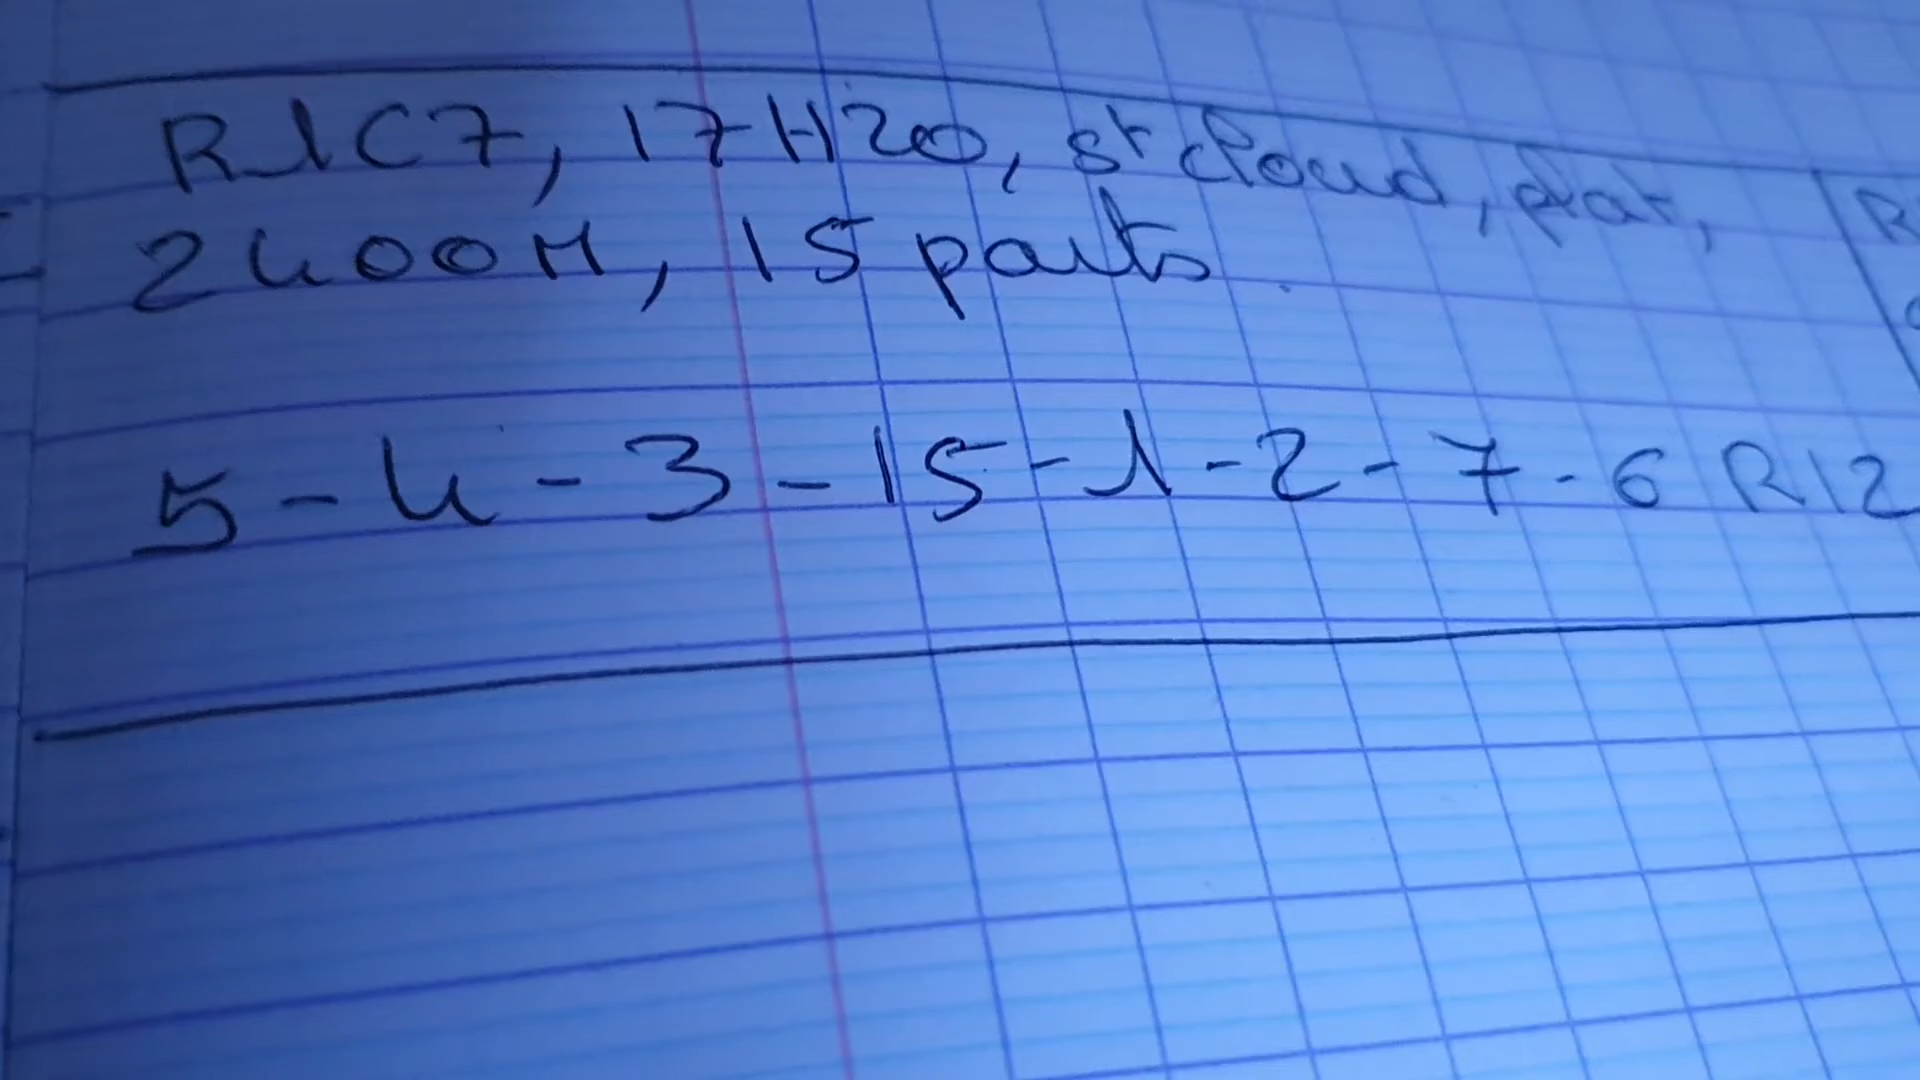 R1C7, 17H20, st cloud, plat,
2400M, 15 parts.
5 - 4 - 3 - 15 - 1 - 2 - 7 - 6 R12